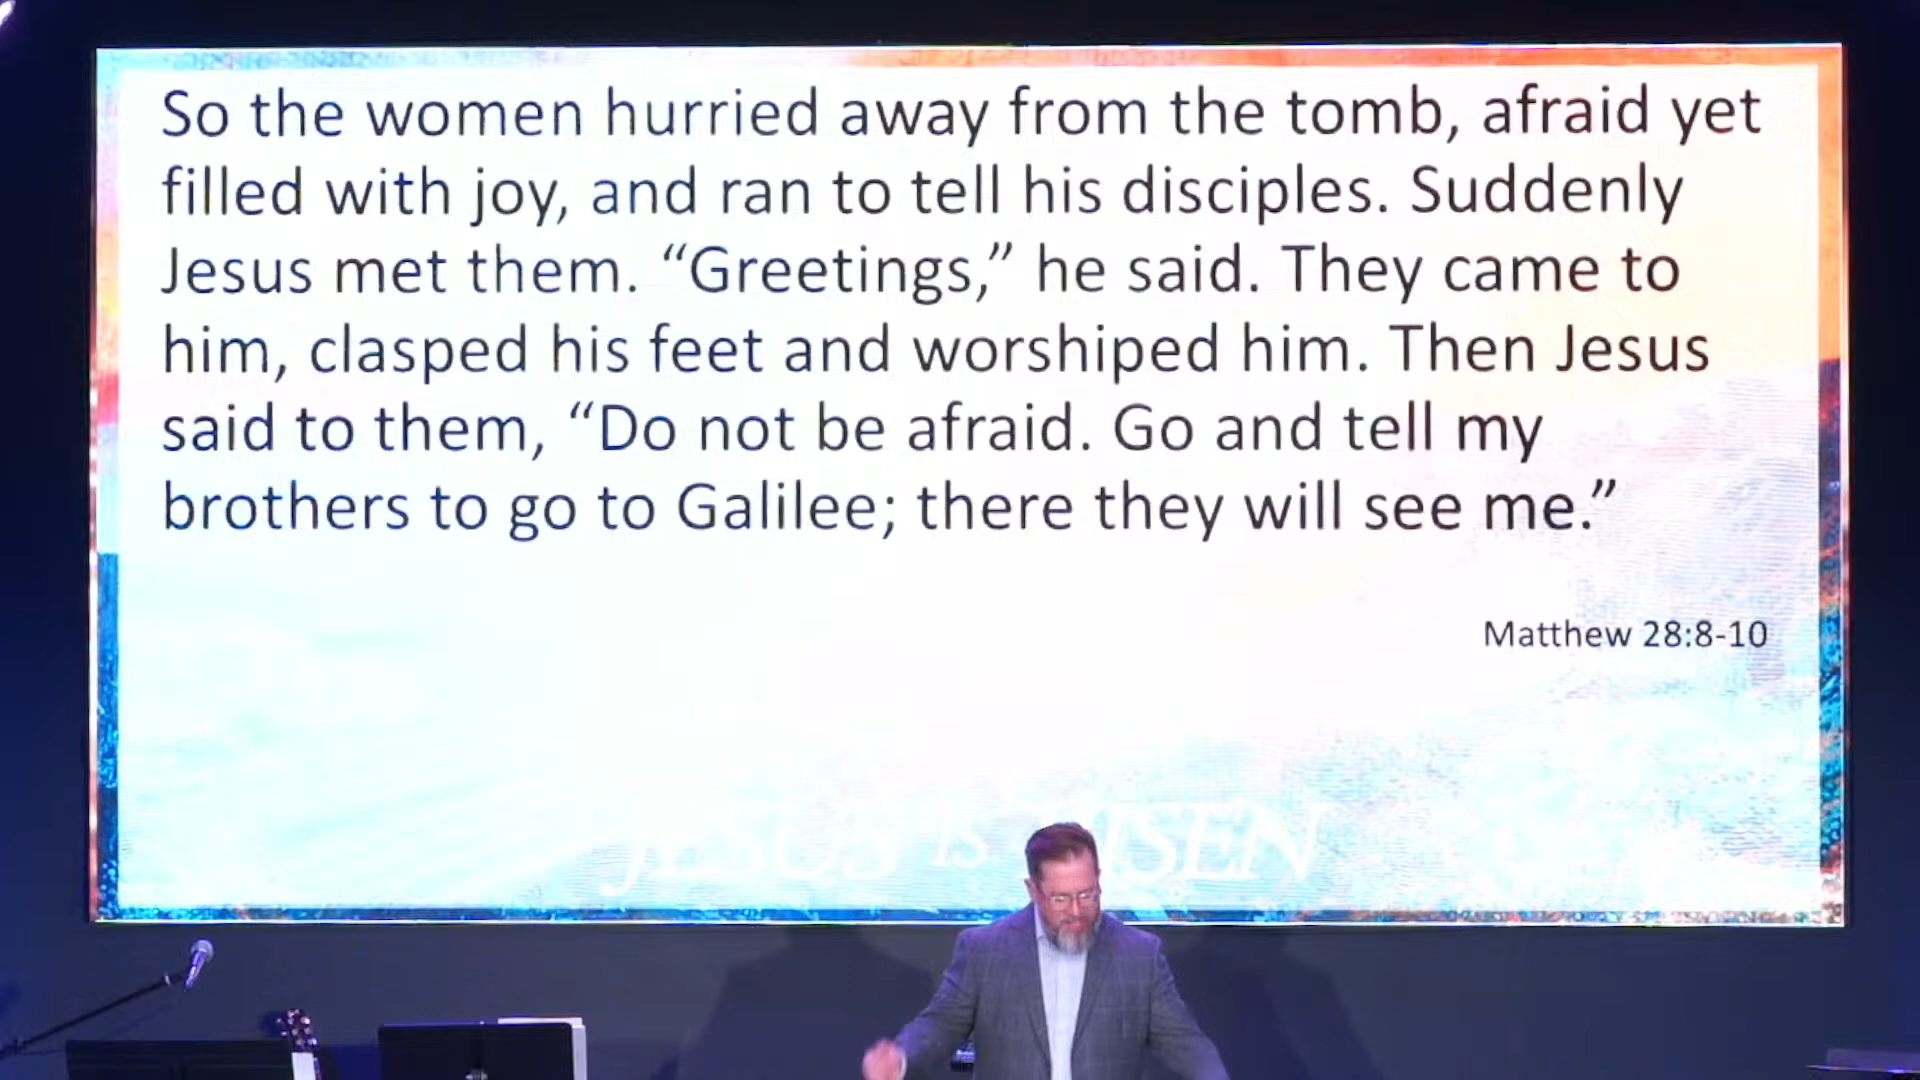 So the women hurried away from the tomb, afraid yet
filled with joy, and ran to tell his disciples. Suddenly
Jesus met them. “Greetings,” he said. They came to
him, clasped his feet and worshiped him. Then Jesus
said to them, “Do not be afraid. Go and tell my
brothers to go to Galilee; there they will see me.”
Matthew 28:8-10
JESUS is RISEN